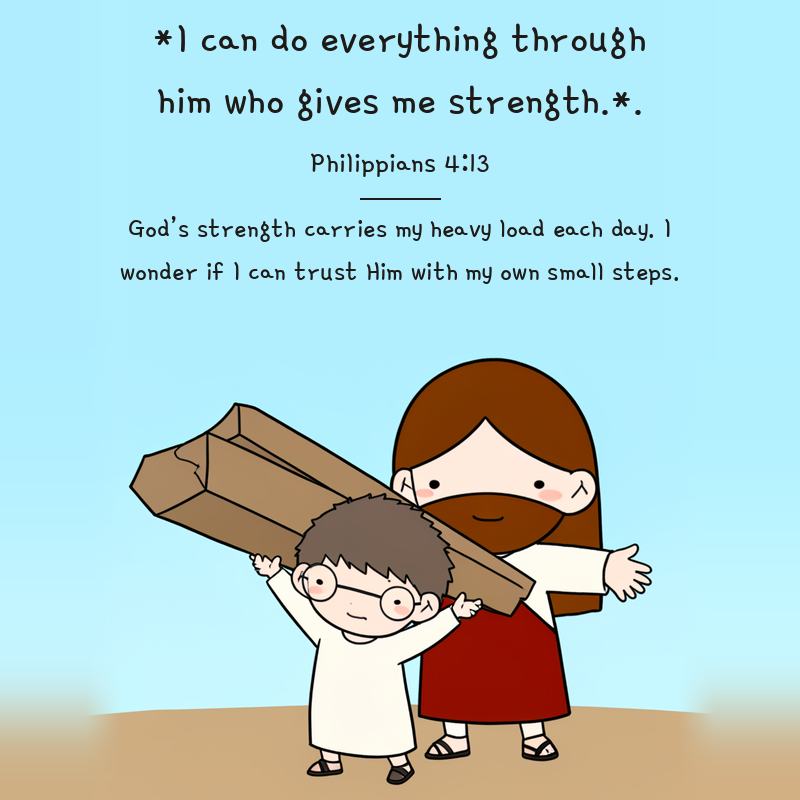 *I can do everything through
him who gives me strength.*.
Philippians 4:13
God's strength carries my heavy load each day. I
wonder if I can trust Him with my own small steps.